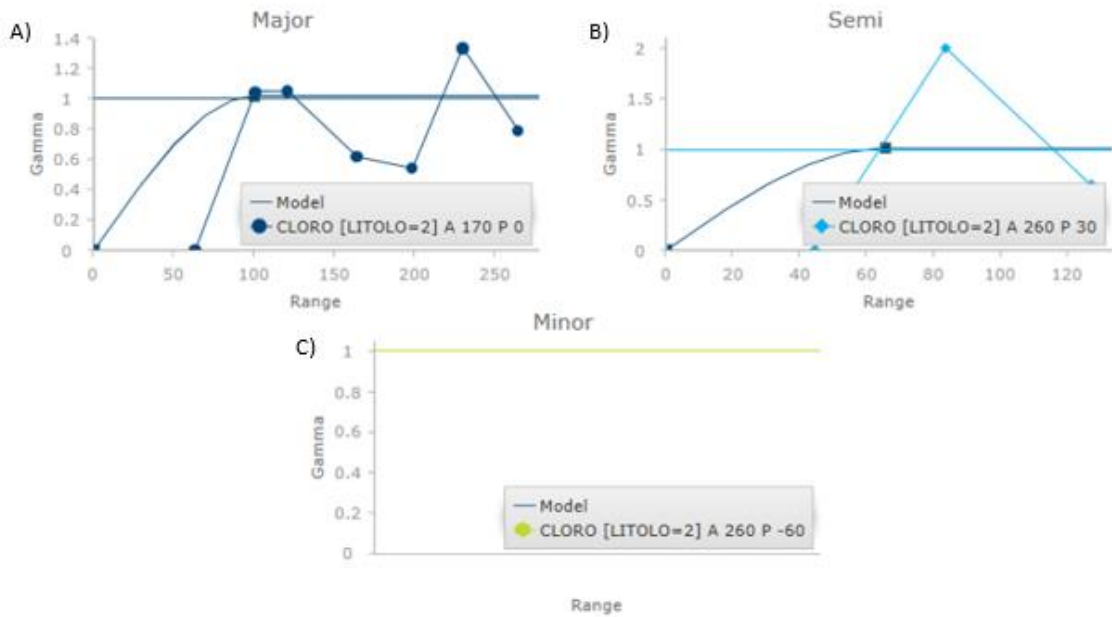 A)
Major
1.4
1.2
1
0.8
0.6
0.4
0.2
0
Gamma
Model
CLORO [LITOLO=2] A 170 P 0
0 50 100 150 200 250
Range
B)
Semi
2
1.5
1
0.5
0
Gamma
Model
CLORO [LITOLO=2] A 260 P 30
0 20 40 60 80 100 120
Range
C)
Minor
1
0.8
0.6
0.4
0.2
0
Gamma
Model
CLORO [LITOLO=2] A 260 P -60
Range